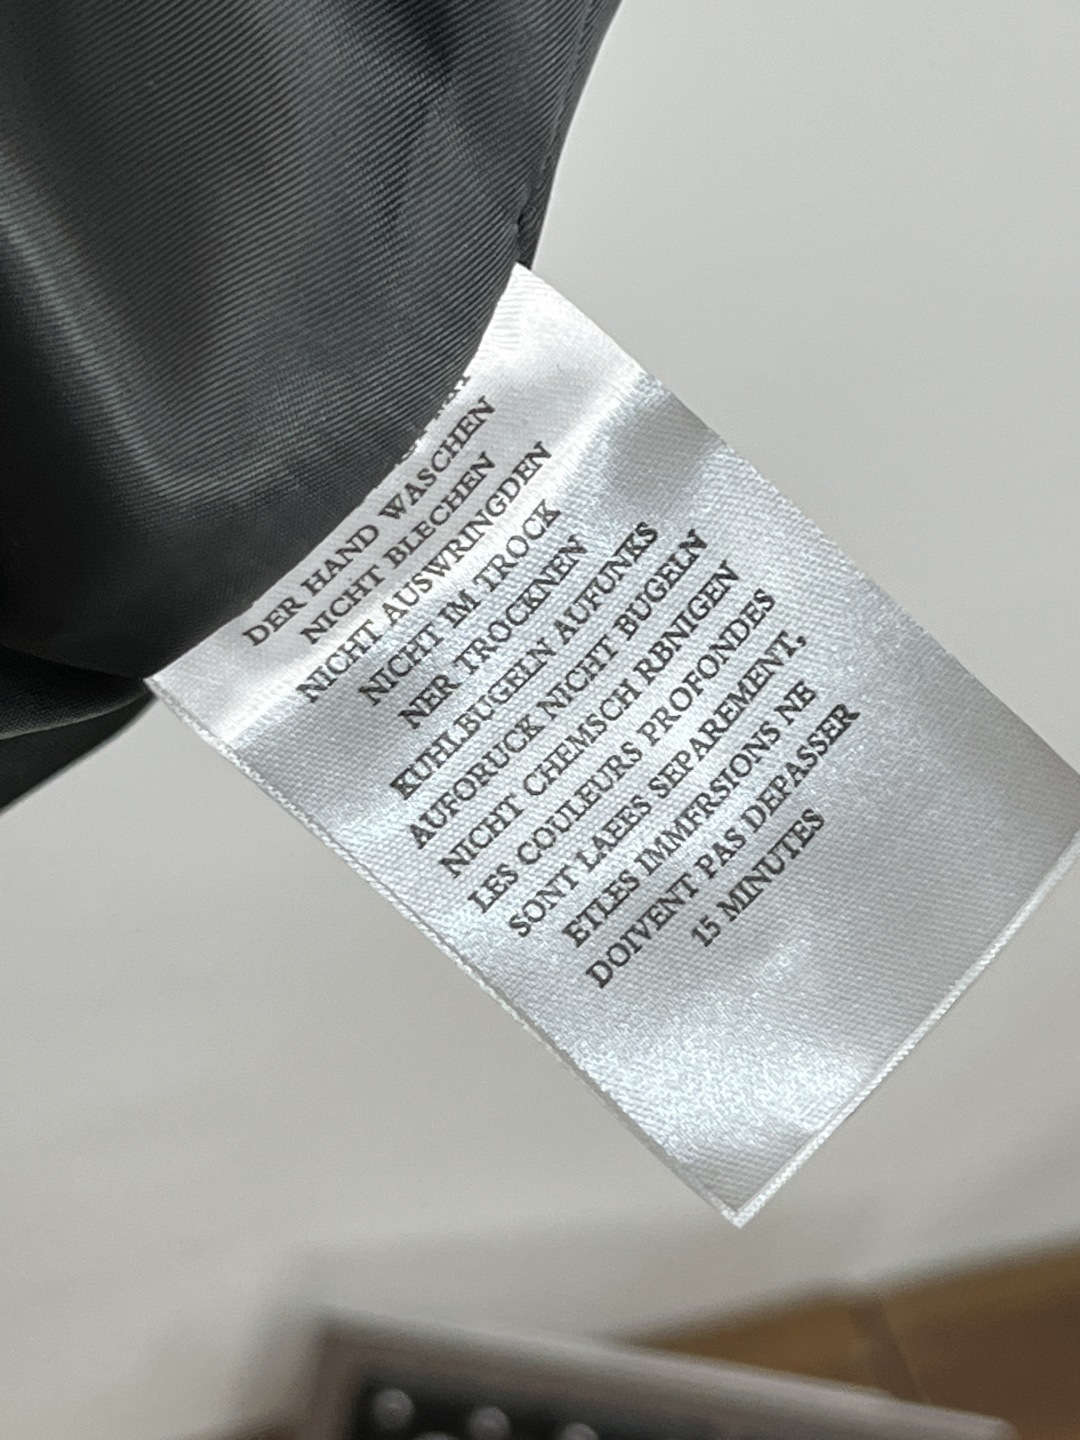 DER HAND WASCHEN
NICHT BLECHEN
NICHT AUSWRINGDEN
NICHT IM TROCK
NER TROCKNEN
KUHLBUGELN AUFUNKS
AUFORUCK NICHT BUGELN
NICHT CHEMSCH RBNIGEN
LES COULEURS PROFONDES
SONT LAEES SEPAREMENT,
ETLES IMMFRSIONS NE
DOIVENT PAS DEPASSER
15 MINUTES